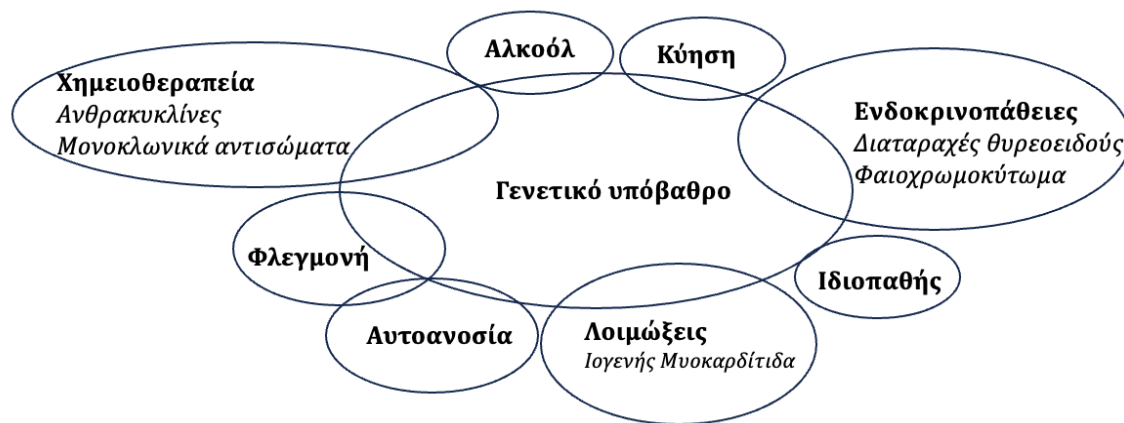 Αλκοόλ
Κύηση
Χημειοθεραπεία
Ανθρακυκλίνες
Μονοκλωνικά αντισώματα
Ενδοκρινοπάθειες
Διαταραχές θυρεοειδούς
Φαιοχρωμοκύτωμα
Γενετικό υπόβαθρο
Φλεγμονή
Ιδιοπαθής
Αυτοανοσία
Λοιμώξεις
Ιογενής Μυοκαρδίτιδα